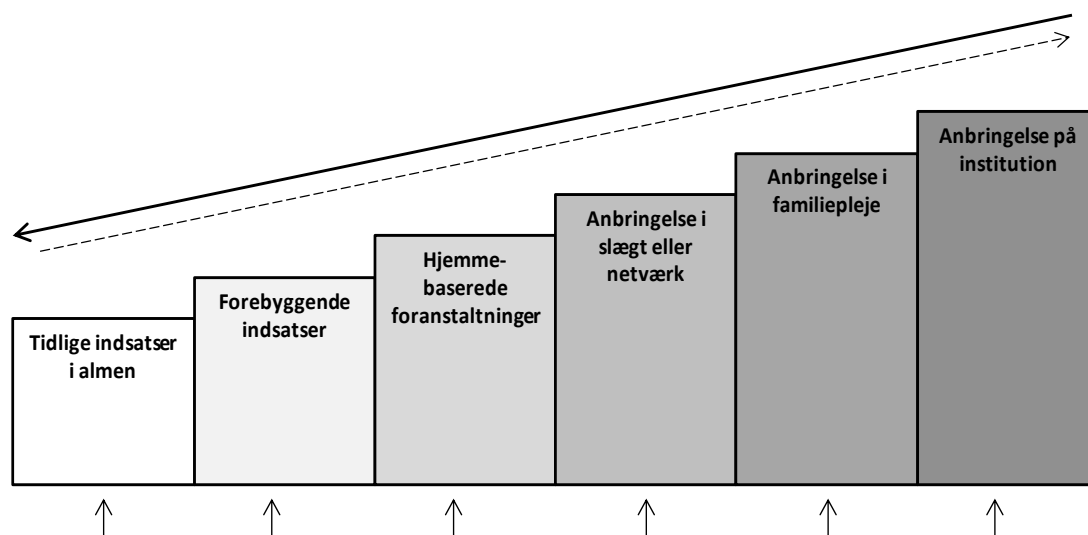 Tidlige indsatser
i almen
Forebyggende
indsatser
Hjemme-
baserede
foranstaltninger
Anbringelse i
slægt eller
netværk
Anbringelse i
familiepleje
Anbringelse på
institution